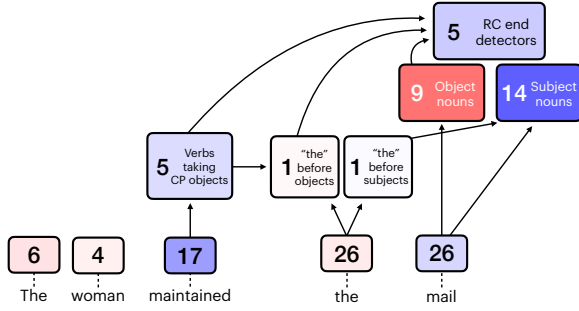 5 RC end
detectors
9 Object
nouns
14 Subject
nouns
5 Verbs
taking
CP objects
1 "the"
before
objects
1 "the"
before
subjects
6 4 17 26 26
The woman maintained the mail